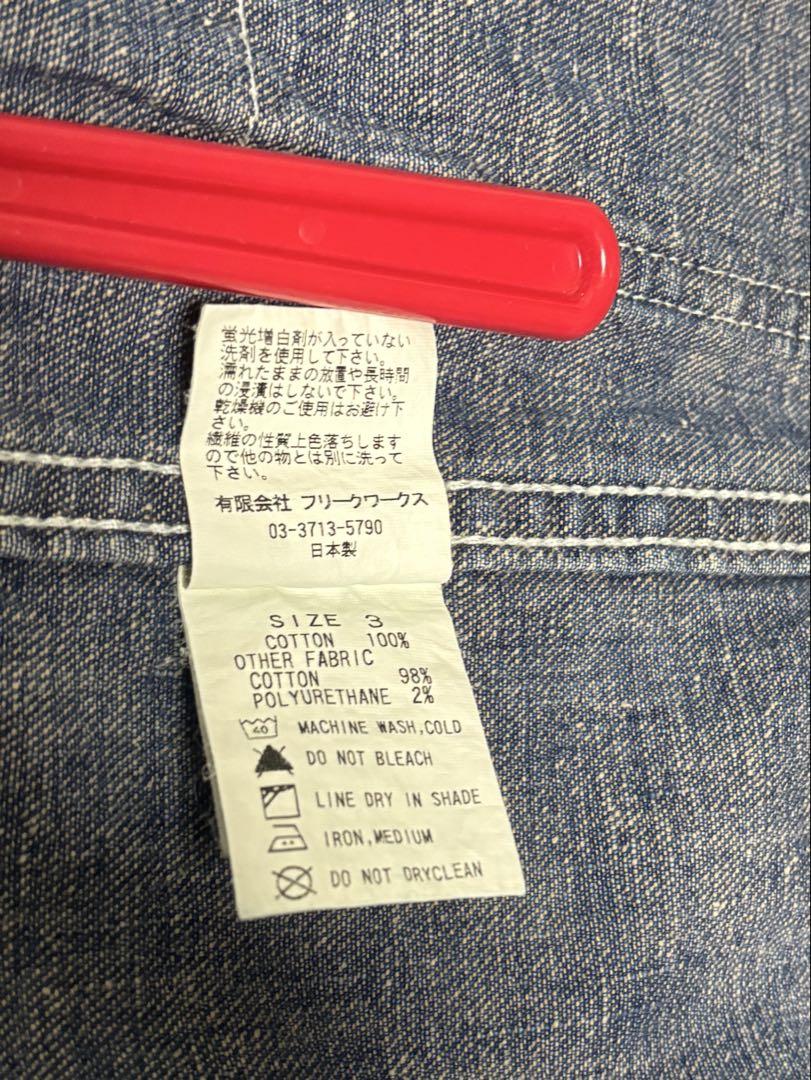 蛍光増白剤が入っていない
洗剤を使用して下さい。
濡れたままの放置や長時間
の浸漬はしないで下さい。
乾燥機のご使用はお避け下
さい。
繊維の性質上色落ちします
ので他の物とは別に洗って
下さい。
有限会社 フリークワークス
03-3713-5790
日本製
SIZE 3
COTTON 100%
OTHER FABRIC
COTTON 98%
POLYURETHANE 2%
40 MACHINE WASH,COLD
DO NOT BLEACH
LINE DRY IN SHADE
IRON,MEDIUM
DO NOT DRYCLEAN